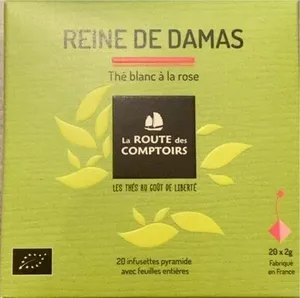 REINE DE DAMAS
Thé blanc à la rose
La ROUTE des
COMPTOIRS
LES THÉS AU GOÛT DE LIBERTÉ
20 infusettes pyramide
avec feuilles entières
20 x 2g
Fabriqué
en France